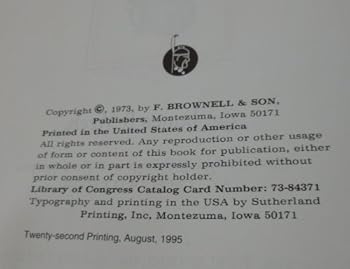 Copyright ©, 1973, by F. BROWNELL & SON,
Publishers, Montezuma, Iowa 50171
Printed in the United States of America
All rights reserved. Any reproduction or other usage
of form or content of this book for publication, either
in whole or in part is expressly prohibited without
prior consent of copyright holder.
Library of Congress Catalog Card Number: 73-84371
Typography and printing in the USA by Sutherland
Printing, Inc, Montezuma, Iowa 50171
Twenty-second Printing, August, 1995